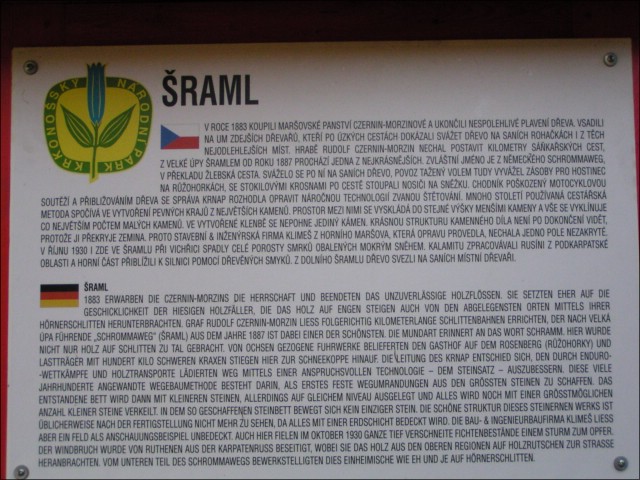 KRKONOŠSKÝ NÁRODNÍ PARK
ŠRAML
V ROCE 1883 KOUPILI MARŠOVSKÉ PANSTVÍ CZERNIN-MORZINOVÉ A UKONČILI NESPOLEHLIVÉ PLAVENÍ DŘEVA. VSADILI
NA UM ZDEJŠÍCH DŘEVAŘŮ, KTEŘÍ PO ÚZKÝCH CESTÁCH DOKÁZALI SVÁŽET DŘEVO NA SANÍCH ROHAČKÁCH I Z TĚCH
NEJODLEHLEJŠÍCH MÍST. HRABĚ RUDOLF CZERNIN-MORZIN NECHAL POSTAVIT KILOMETRY SÁŇKAŘSKÝCH CEST,
Z VELKÉ ÚPY ŠRAMLEM OD ROKU 1887 PROCHÁZÍ JEDNA Z NEJKRÁSNĚJŠÍCH. ZVLÁŠTNÍ JMÉNO JE Z NĚMECKÉHO SCHROMMAWEG,
V PŘEKLADU ŽLEBSKÁ CESTA. SVÁŽELO SE PO NÍ NA SANÍCH DŘEVO, POVOZ TAŽENÝ VOLEM TUDY VYVÁŽEL ZÁSOBY PRO HOSTINEC
NA RŮŽOHORKÁCH, SE STOKILOVÝMI KROSNAMI PO CESTĚ STOUPALI NOSIČI NA SNĚŽKU. CHODNÍK POŠKOZENÝ MOTOCYKLOVOU
SOUTĚŽÍ A PŘIBLIŽOVÁNÍM DŘEVA SE SPRÁVA KRNAP ROZHODLA OPRAVIT NÁROČNOU TECHNOLOGIÍ ZVANOU ŠTĚTOVÁNÍ. MNOHO STOLETÍ POUŽÍVANÁ CESTÁŘSKÁ
METODA SPOČÍVÁ VE VYTVOŘENÍ PEVNÝCH KRAJŮ Z NEJVĚTŠÍCH KAMENŮ. PROSTOR MEZI NIMI SE VYSKLÁDÁ DO STEJNÉ VÝŠKY MENŠÍMI KAMENY A VŠE SE VYKLÍNUJE
CO NEJVĚTŠÍM POČTEM MALÝCH KAMENŮ. VE VYTVOŘENÉ KLENBĚ SE NEPOHNE JEDINÝ KÁMEN. KRÁSNOU STRUKTURU KAMENNÉHO DÍLA NENÍ PO DOKONČENÍ VIDĚT,
PROTOŽE JI PŘEKRYJE ZEMINA. PROTO STAVEBNÍ & INŽENÝRSKÁ FIRMA KLIMEŠ Z HORNÍHO MARŠOVA, KTERÁ OPRAVU PROVEDLA, NECHALA JEDNO POLE NEZAKRYTÉ.
V ŘÍJNU 1930 I ZDE VE ŠRAMLU PŘI VICHŘICI SPADLY CELÉ POROSTY SMRKŮ OBALENÝCH MOKRÝM SNĚHEM. KALAMITU ZPRACOVÁVALI RUSÍNI Z PODKARPATSKÉ
OBLASTI A HORNÍ ČÁST PŘIBLÍŽILI K SILNICI POMOCÍ DŘEVĚNÝCH SMYKŮ. Z DOLNÍHO ŠRAMLU DŘEVO SVEZLI NA SANÍCH MÍSTNÍ DŘEVAŘI.
ŠRAML
1883 ERWARBEN DIE CZERNIN-MORZINS DIE HERRSCHAFT UND BEENDETEN DAS UNZUVERLÄSSIGE HOLZFLÖSSEN. SIE SETZTEN EHER AUF DIE
GESCHICKLICHKEIT DER HIESIGEN HOLZFÄLLER, DIE DAS HOLZ AUF ENGEN STEIGEN AUCH VON DEN ABGELEGENSTEN ORTEN MITTELS IHRER
HÖRNERSCHLITTEN HERUNTERBRACHTEN. GRAF RUDOLF CZERNIN-MORZIN LIESS FOLGERICHTIG KILOMETERLANGE SCHLITTENBAHNEN ERRICHTEN, DER NACH VELKÁ
ÚPA FÜHRENDE „SCHROMMAWEG" (ŠRAML) AUS DEM JAHRE 1887 IST DABEI EINER DER SCHÖNSTEN. DIE MUNDART ERINNERT AN DAS WORT SCHRAMM. HIER WURDE
NICHT NUR HOLZ AUF SCHLITTEN ZU TAL GEBRACHT. VON OCHSEN GEZOGENE FUHRWERKE BELIEFERTEN DEN GASTHOF AUF DEM ROSENBERG (RŮŽOHORKY) UND
LASTTRÄGER MIT HUNDERT KILO SCHWEREN KRAXEN STIEGEN HIER ZUR SCHNEEKOPPE HINAUF. DIE LEITUNG DES KRNAP ENTSCHIED SICH, DEN DURCH ENDURO-
-WETTKÄMPFE UND HOLZTRANSPORTE LÄDIERTEN WEG MITTELS EINER ANSPRUCHSVOLLEN TECHNOLOGIE – DEM STEINSATZ – AUSZUBESSERN. DIESE VIELE
JAHRHUNDERTE ANGEWANDTE WEGEBAUMETHODE BESTEHT DARIN, ALS ERSTES FESTE WEGUMRANDUNGEN AUS DEN GRÖSSTEN STEINEN ZU SCHAFFEN. DAS
ENTSTANDENE BETT WIRD DANN MIT KLEINEREN STEINEN, ALLERDINGS AUF GLEICHEM NIVEAU AUSGELEGT UND ALLES WIRD NOCH MIT EINER GRÖSSTMÖGLICHEN
ANZAHL KLEINER STEINE VERKEILT. IN DEM SO GESCHAFFENEN STEINBETT BEWEGT SICH KEIN EINZIGER STEIN. DIE SCHÖNE STRUKTUR DIESES STEINERNEN WERKS IST
ÜBLICHERWEISE NACH DER FERTIGSTELLUNG NICHT MEHR ZU SEHEN, DA ALLES MIT EINER ERDSCHICHT BEDECKT WIRD. DIE BAU- & INGENIEURBAUFIRMA KLIMEŠ LIESS
ABER EIN FELD ALS ANSCHAUUNGSBEISPIEL UNBEDECKT. AUCH HIER FIELEN IM OKTOBER 1930 GANZE TIEF VERSCHNEITE FICHTENBESTÄNDE EINEM STURM ZUM OPFER.
DER WINDBRUCH WURDE VON RUTHENEN AUS DER KARPATENRUSS BESEITIGT, WOBEI SIE DAS HOLZ AUS DEN OBEREN REGIONEN AUF HOLZRUTSCHEN ZUR STRASSE
HERANBRACHTEN. VOM UNTEREN TEIL DES SCHROMMAWEGS BEWERKSTELLIGTEN DIES EINHEIMISCHE WIE EH UND JE AUF HÖRNERSCHLITTEN.